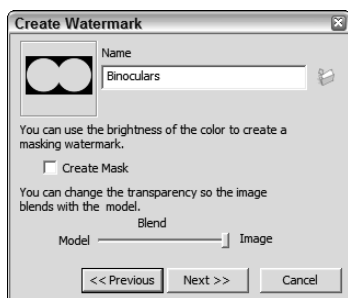 Create Watermark
Name
Binoculars
You can use the brightness of the color to create a
masking watermark.
Create Mask
You can change the transparency so the image
blends with the model.
Blend
Model Image
<< Previous Next >> Cancel